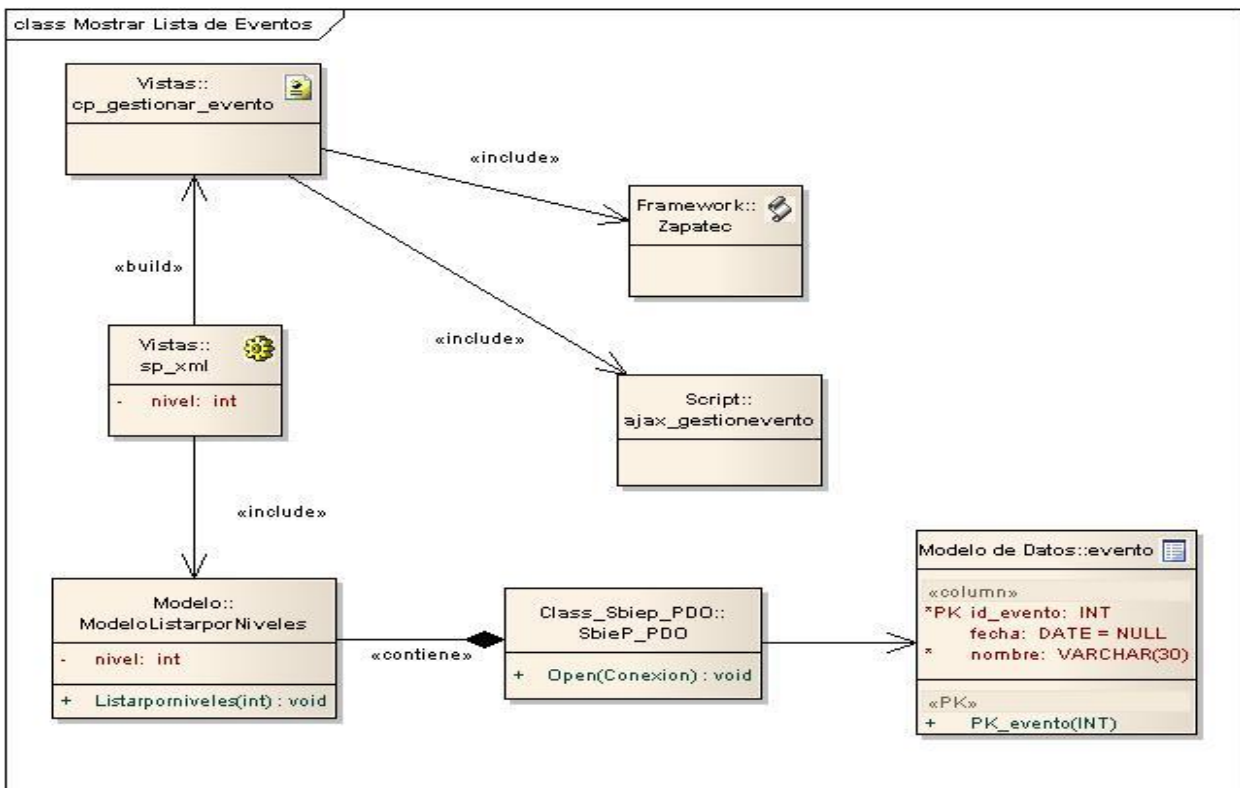 class Mostrar Lista de Eventos
Vistas::
cp_gestionar_evento
«include»
Framework::
Zapatec
«build»
«include»
Vistas::
sp_xml
- nivel: int
Script::
ajax_gestionevento
«include»
Modelo::
ModeloListarporNiveles
- nivel: int
+ Listarporniveles(int) : void
«contiene»
Class_Sbiep_PDO::
SbieP_PDO
+ Open(Conexion) : void
Modelo de Datos::evento
«column»
*PK id_evento: INT
fecha: DATE = NULL
* nombre: VARCHAR(30)
«PK»
+ PK_evento(INT)